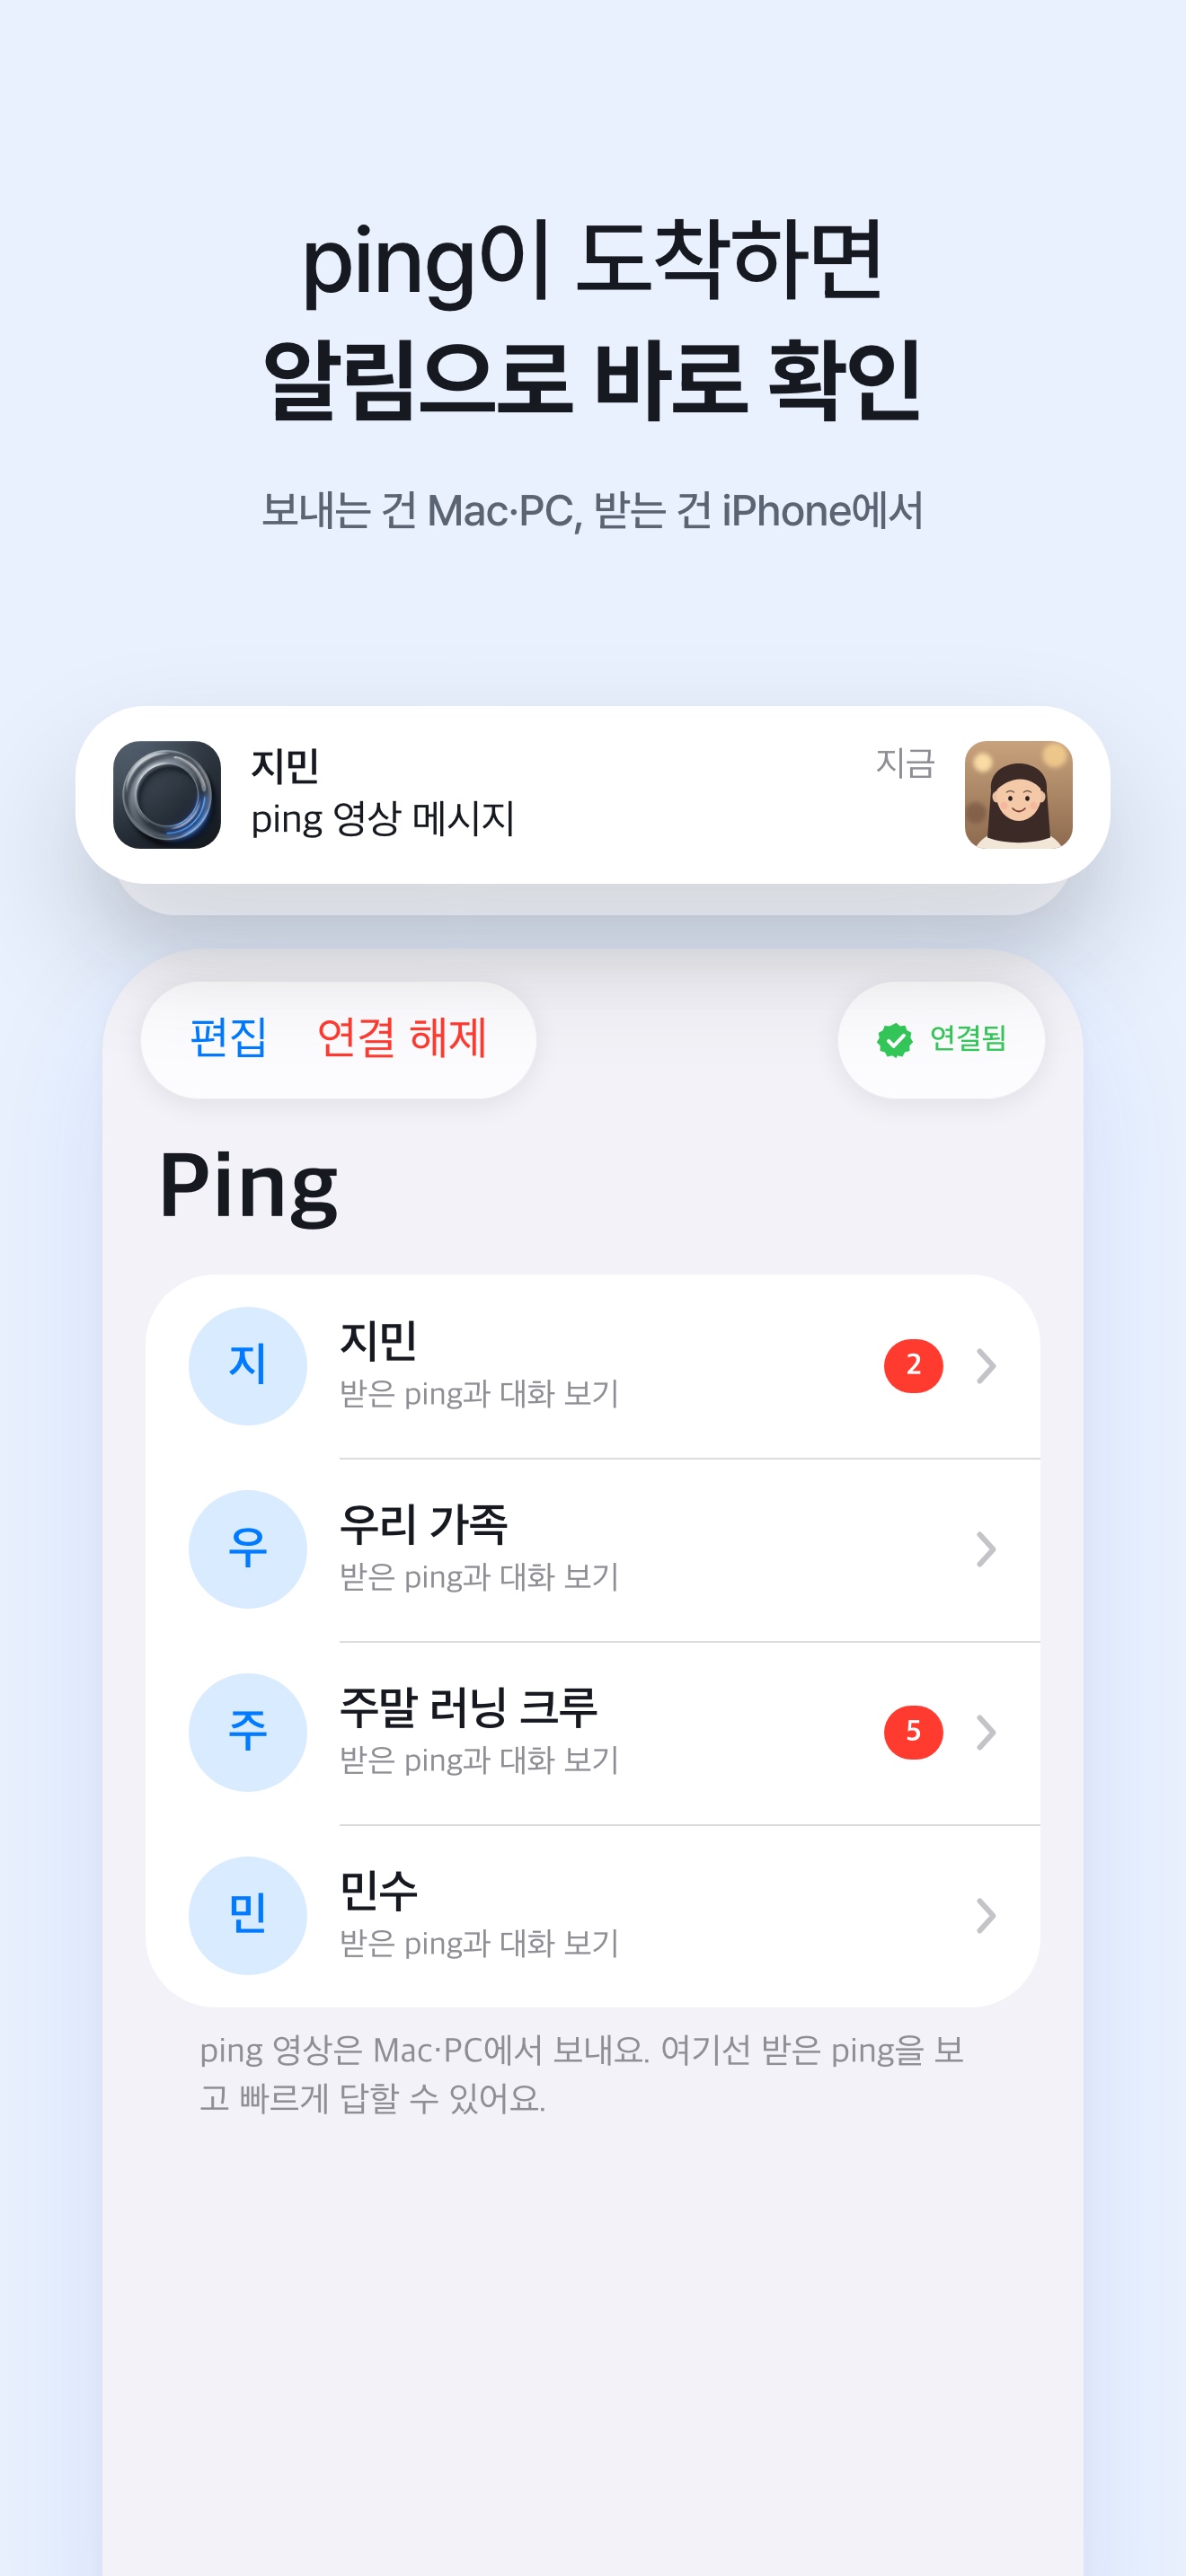 ping이 도착하면
알림으로 바로 확인
보내는 건 Mac·PC, 받는 건 iPhone에서
지민
지금
ping 영상 메시지
편집 연결 해제
연결됨
Ping
지
지민
받은 ping과 대화 보기
2
우
우리 가족
받은 ping과 대화 보기
주
주말 러닝 크루
받은 ping과 대화 보기
5
민
민수
받은 ping과 대화 보기
ping 영상은 Mac·PC에서 보내요. 여기선 받은 ping을 보
고 빠르게 답할 수 있어요.